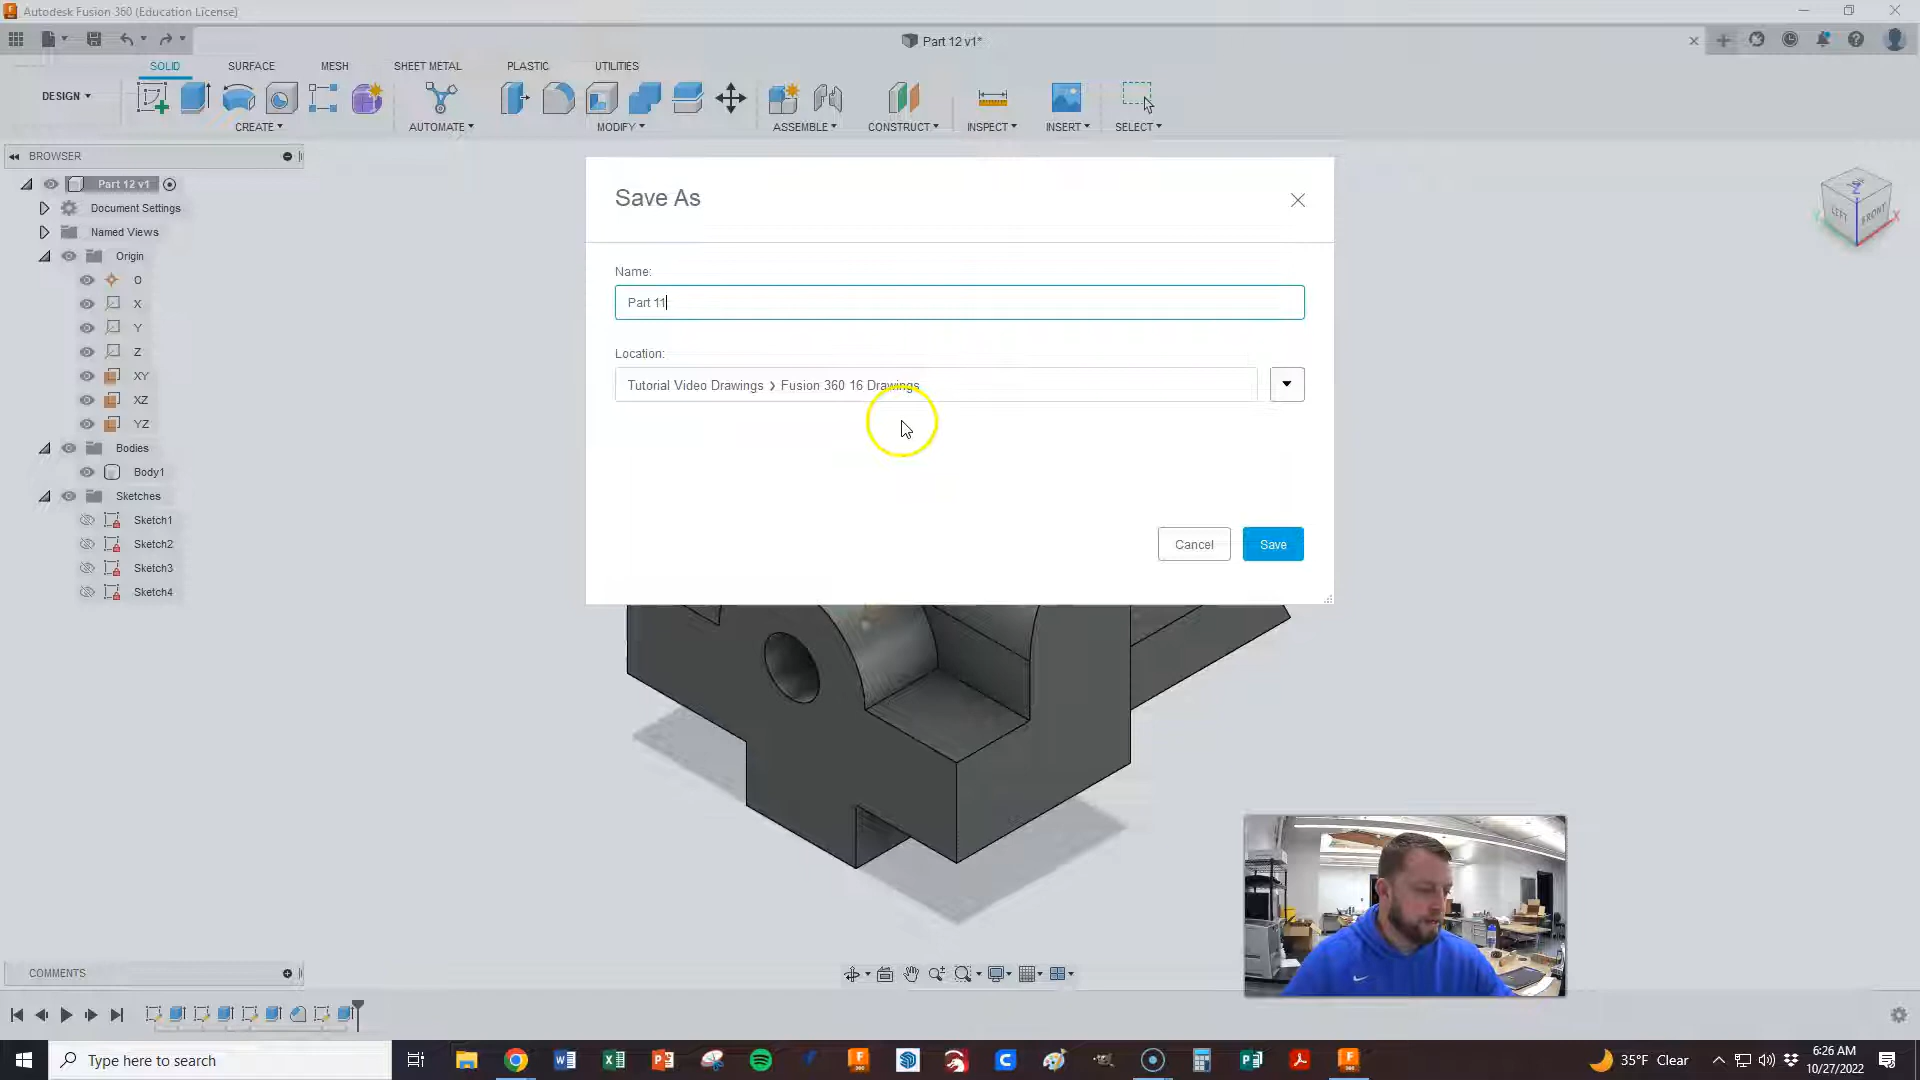 Autodesk Fusion 360 (Education License)
Part 12 v1*
SOLID SURFACE MESH SHEET METAL PLASTIC UTILITIES
DESIGN
CREATE AUTOMATE MODIFY ASSEMBLE CONSTRUCT INSPECT INSERT SELECT
BROWSER
Part 12 v1
Document Settings
Named Views
Origin
O
X
Y
Z
XY
XZ
YZ
Bodies
Body1
Sketches
Sketch1
Sketch2
Sketch3
Sketch4
Save As
Name:
Part 11
Location:
Tutorial Video Drawings > Fusion 360 16 Drawings
Cancel Save
Z
LEFT FRONT
X
COMMENTS
Type here to search
35°F Clear
6:26 AM
10/27/2022